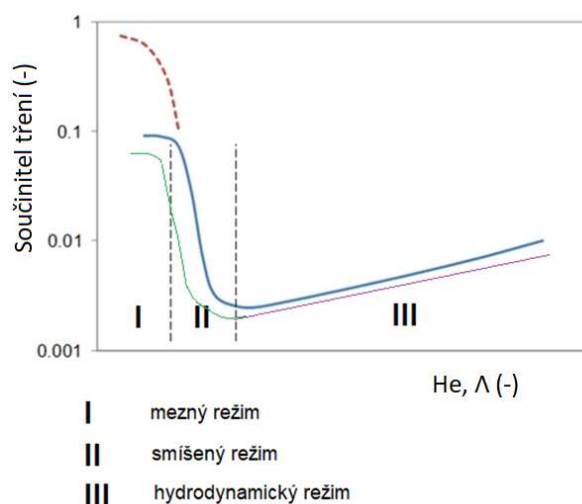 1
0.1
0.01
0.001
Součinitel tření (-)
I
II
III
He, Λ (-)
I mezný režim
II smíšený režim
III hydrodynamický režim